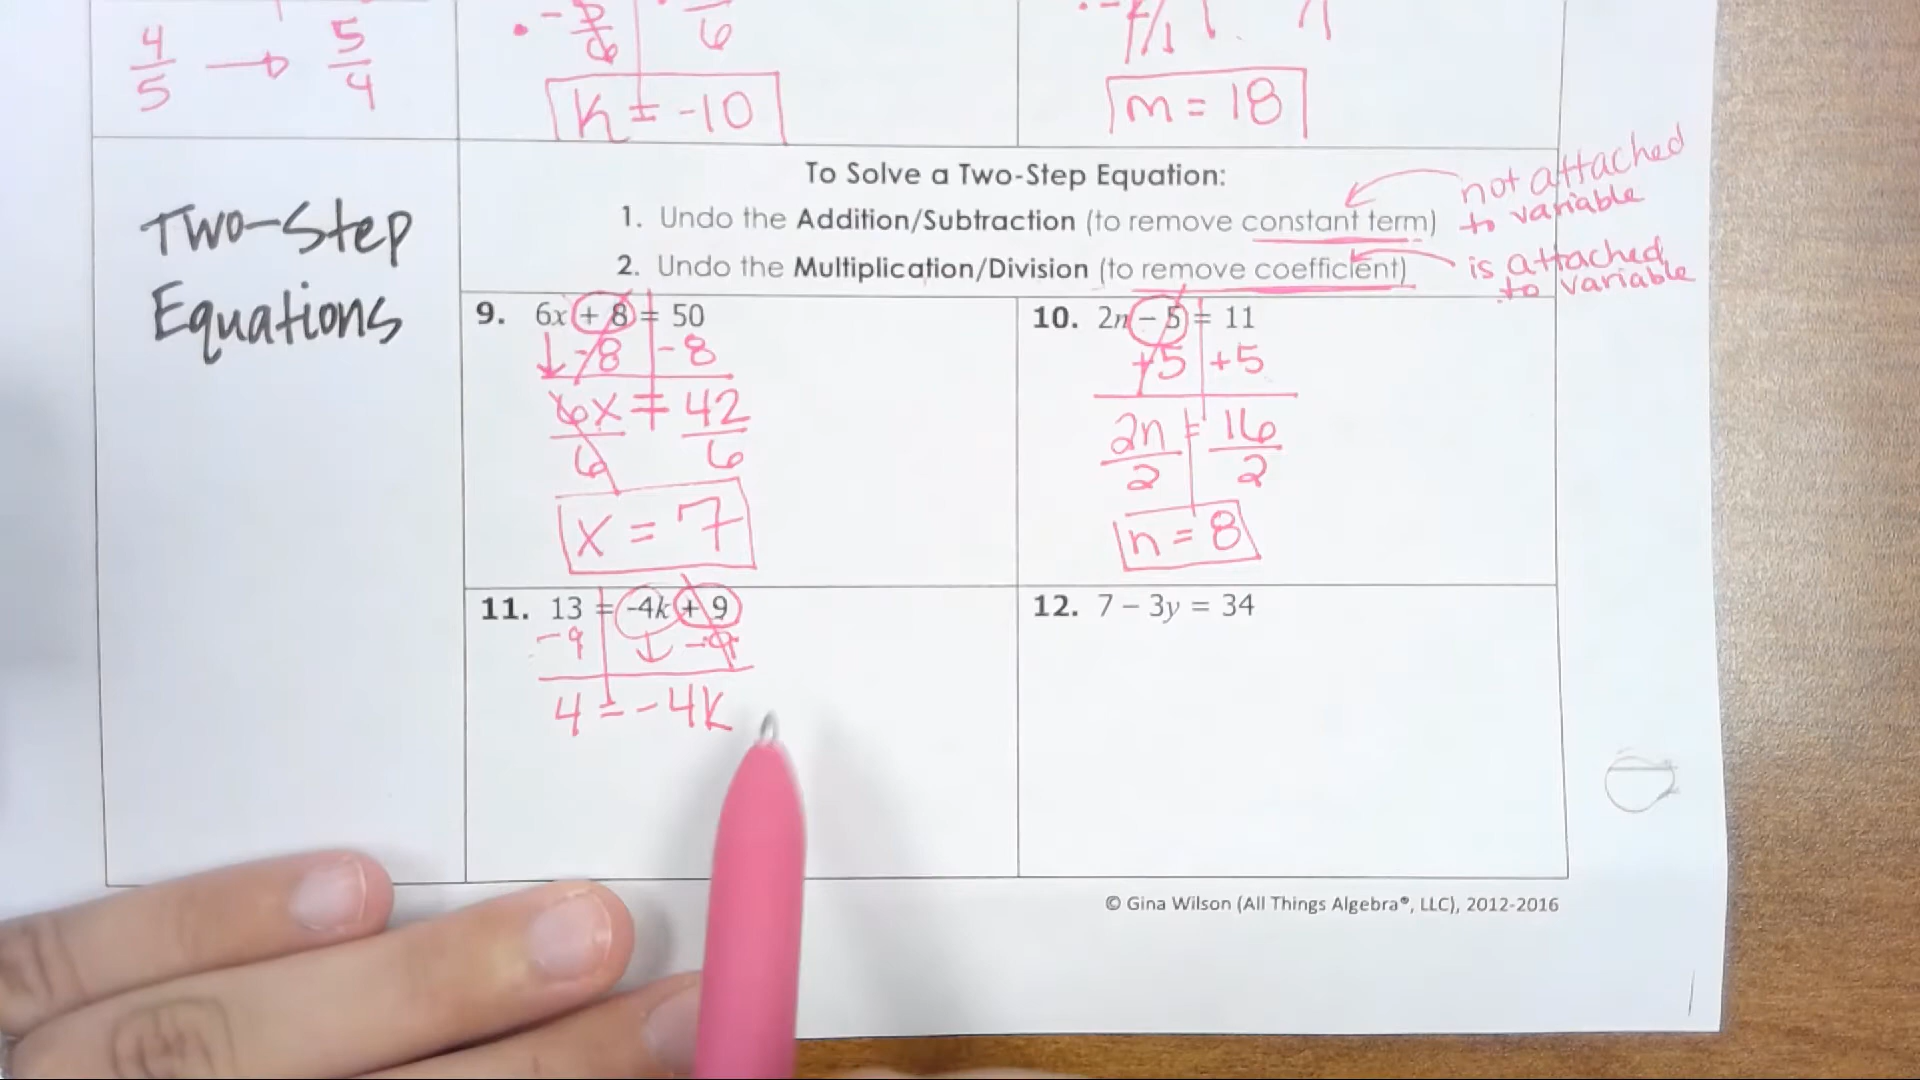 4/5 → 5/4
6 6
k = -10
m = 18
Two-Step
Equations
To Solve a Two-Step Equation:
1. Undo the Addition/Subtraction (to remove constant term)
not attached
to variable
2. Undo the Multiplication/Division (to remove coefficient)
is attached
to variable
9. 6x + 8 = 50
-8 -8
6x = 42
6 6
x = 7
10. 2n − 5 = 11
+5 +5
2n = 16
2 2
n = 8
11. 13 = -4k + 9
-9 -9
4 = -4k
12. 7 – 3y = 34
© Gina Wilson (All Things Algebra®, LLC), 2012-2016